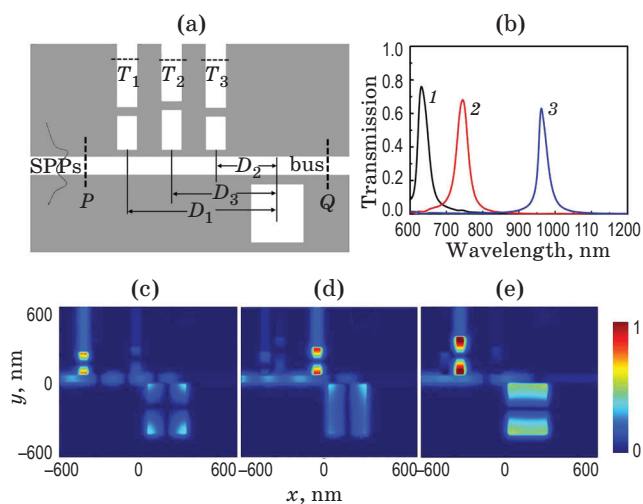 (a)
T1 T2 T3
SPPs bus
D2
P D3 Q
D1
(b)
Transmission
1.0
0.8
0.6
0.4
0.2
0.0
1 2 3
600 700 800 900 1000 1100 1200
Wavelength, nm
(c) (d) (e)
y, nm
600
0
–600
–600 0 600 –600 0 600 –600 0 600
x, nm
1
0